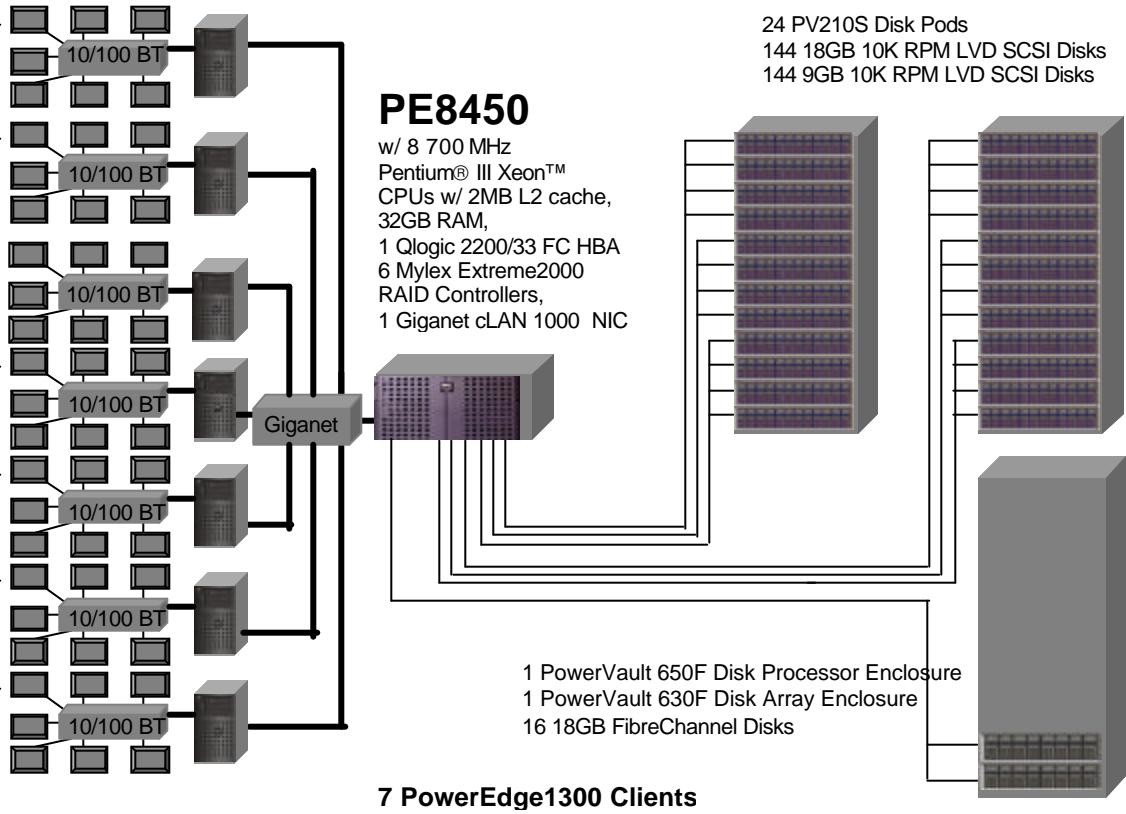 24 PV210S Disk Pods
144 18GB 10K RPM LVD SCSI Disks
144 9GB 10K RPM LVD SCSI Disks
10/100 BT
PE8450
w/ 8 700 MHz
Pentium® III Xeon™
CPUs w/ 2MB L2 cache,
32GB RAM,
1 Qlogic 2200/33 FC HBA
6 Mylex Extreme2000
RAID Controllers,
1 Giganet cLAN 1000 NIC
10/100 BT
10/100 BT
10/100 BT
Giganet
10/100 BT
10/100 BT
10/100 BT
1 PowerVault 650F Disk Processor Enclosure
1 PowerVault 630F Disk Array Enclosure
16 18GB FibreChannel Disks
7 PowerEdge1300 Clients